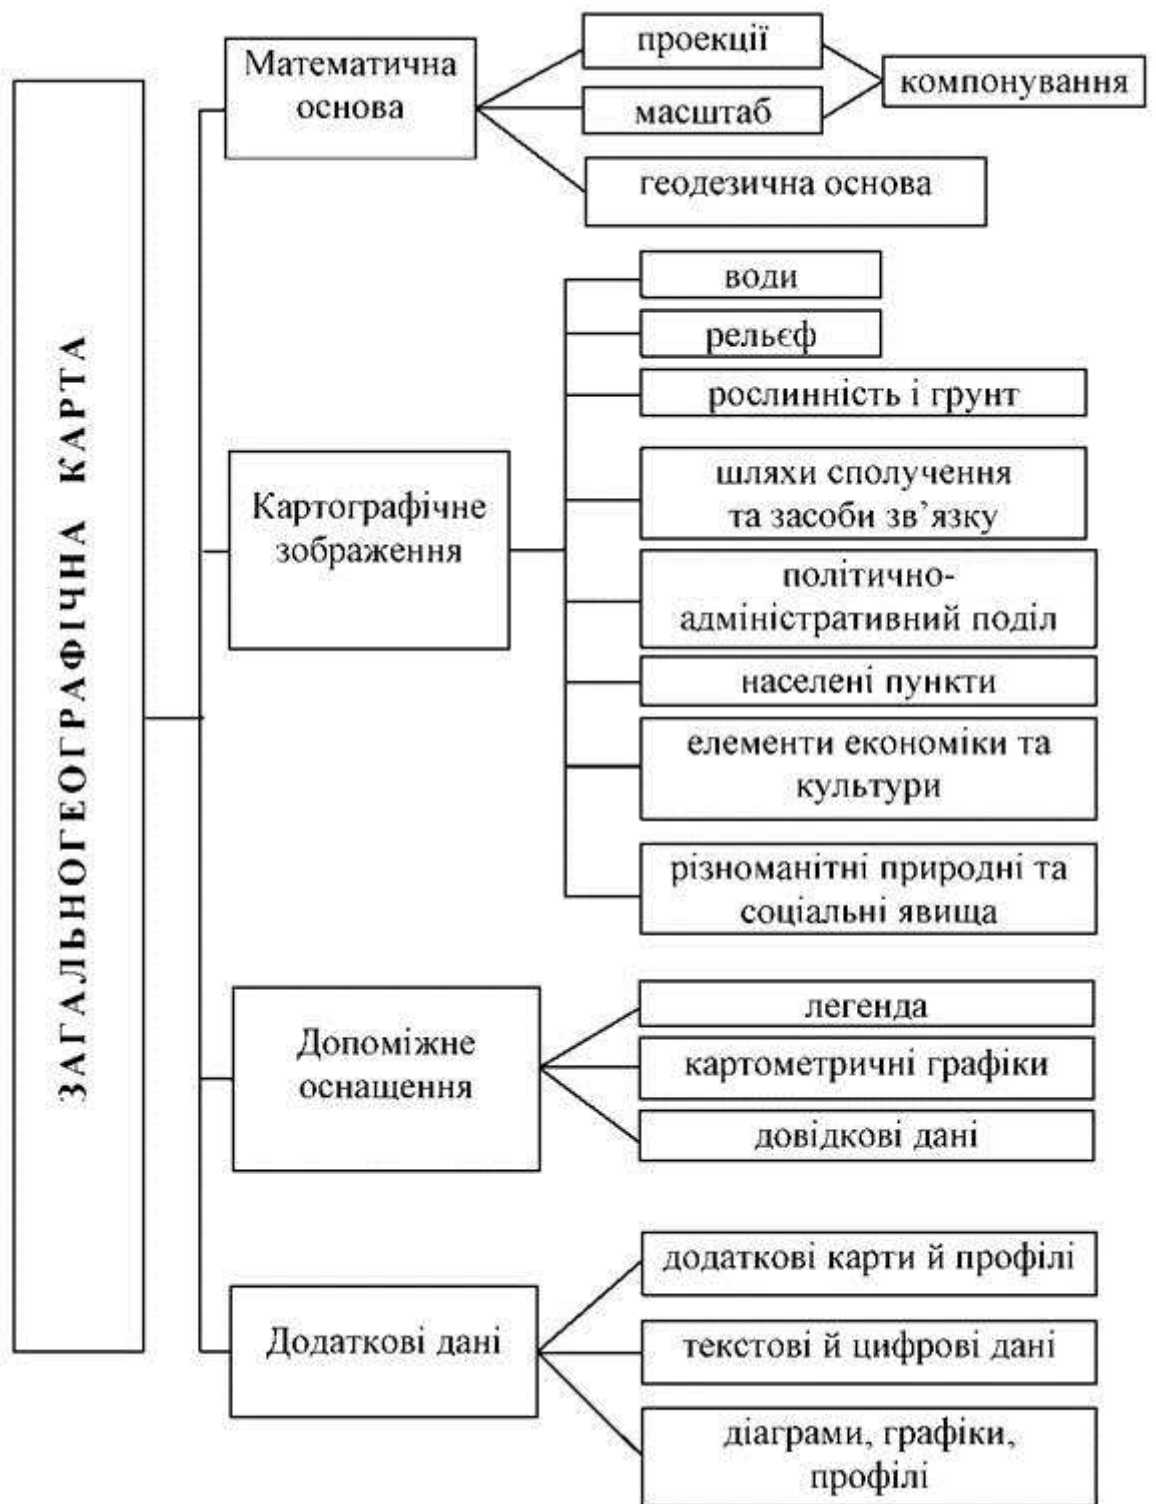 ЗАГАЛЬНОГЕОГРАФІЧНА КАРТА
Математична
основа
проекції
масштаб
компонування
геодезична основа
Картографічне
зображення
води
рельєф
рослинність і грунт
шляхи сполучення
та засоби зв’язку
політично-
адміністративний поділ
населені пункти
елементи економіки та
культури
різноманітні природні та
соціальні явища
Допоміжне
оснащення
легенда
картометричні графіки
довідкові дані
Додаткові дані
додаткові карти й профілі
текстові й цифрові дані
діаграми, графіки,
профілі